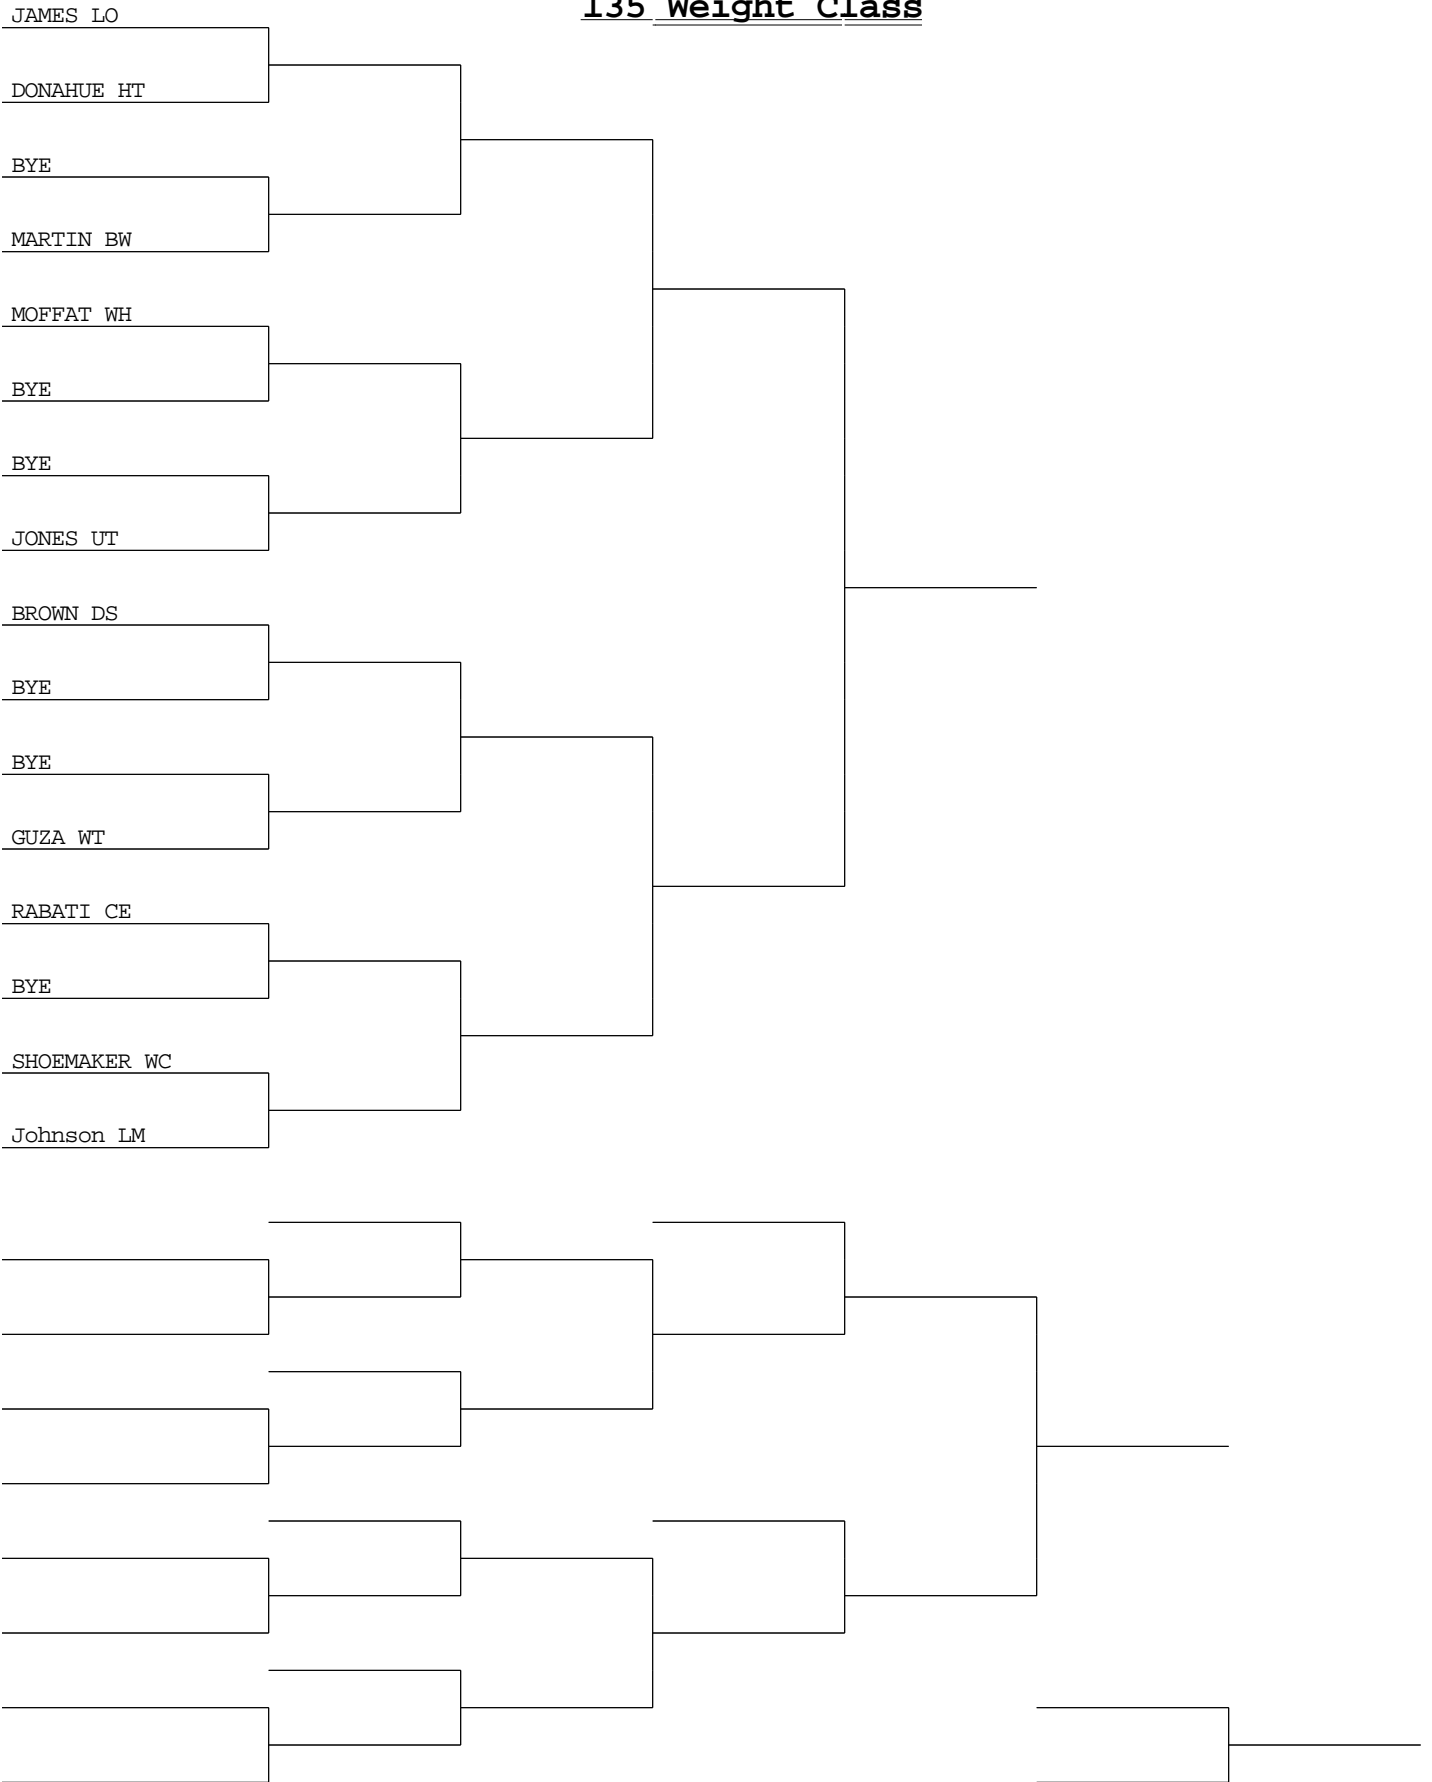 135 Weight Class
JAMES LO
DONAHUE HT
BYE
MARTIN BW
MOFFAT WH
BYE
BYE
JONES UT
BROWN DS
BYE
BYE
GUZA WT
RABATI CE
BYE
SHOEMAKER WC
Johnson LM